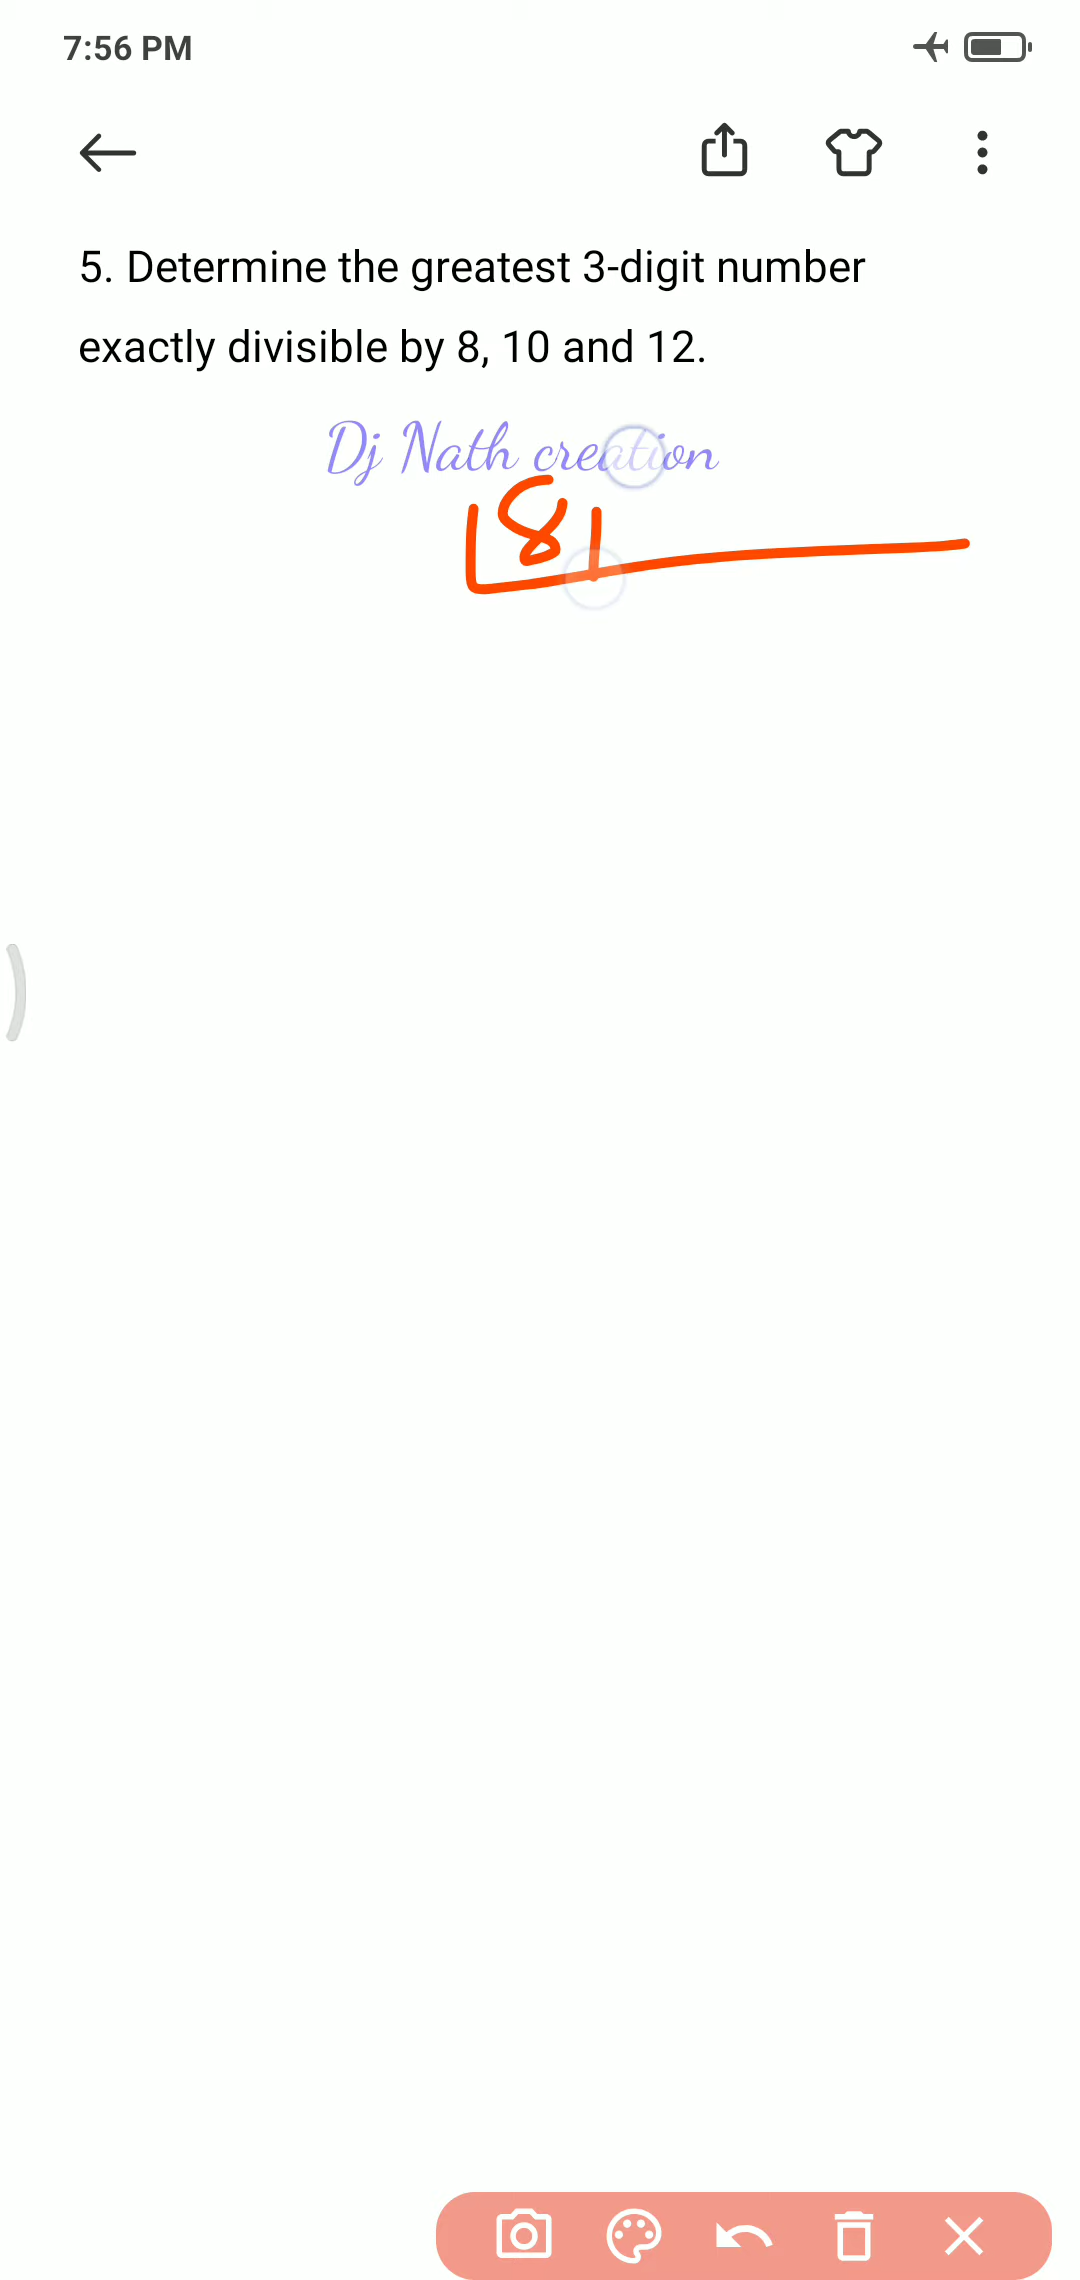 7:56 PM
5. Determine the greatest 3-digit number
exactly divisible by 8, 10 and 12.
Dj Nath creation
8